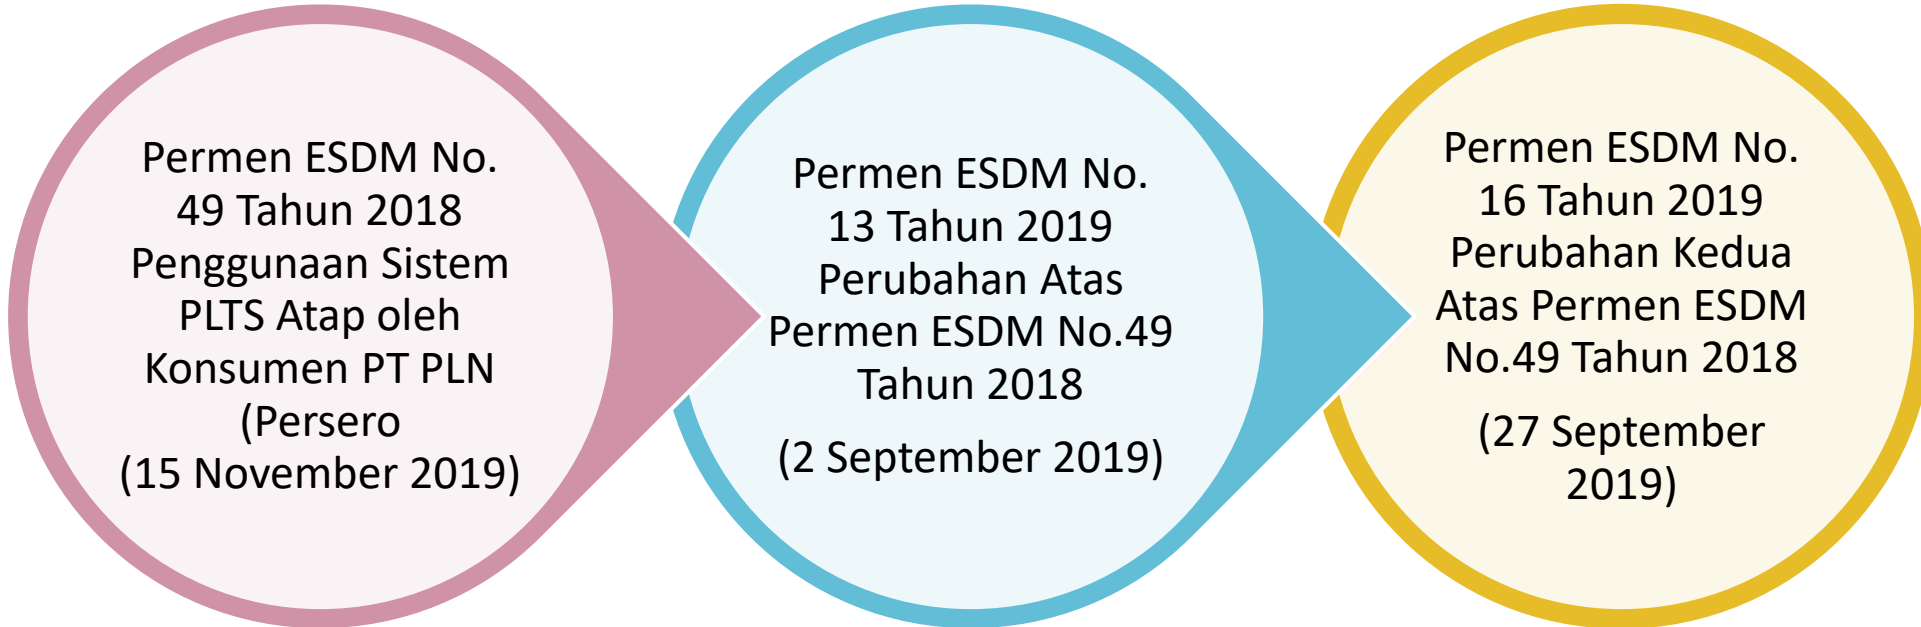 Permen ESDM No.
49 Tahun 2018
Penggunaan Sistem
PLTS Atap oleh
Konsumen PT PLN
(Persero
(15 November 2019)
Permen ESDM No.
13 Tahun 2019
Perubahan Atas
Permen ESDM No.49
Tahun 2018
(2 September 2019)
Permen ESDM No.
16 Tahun 2019
Perubahan Kedua
Atas Permen ESDM
No.49 Tahun 2018
(27 September
2019)